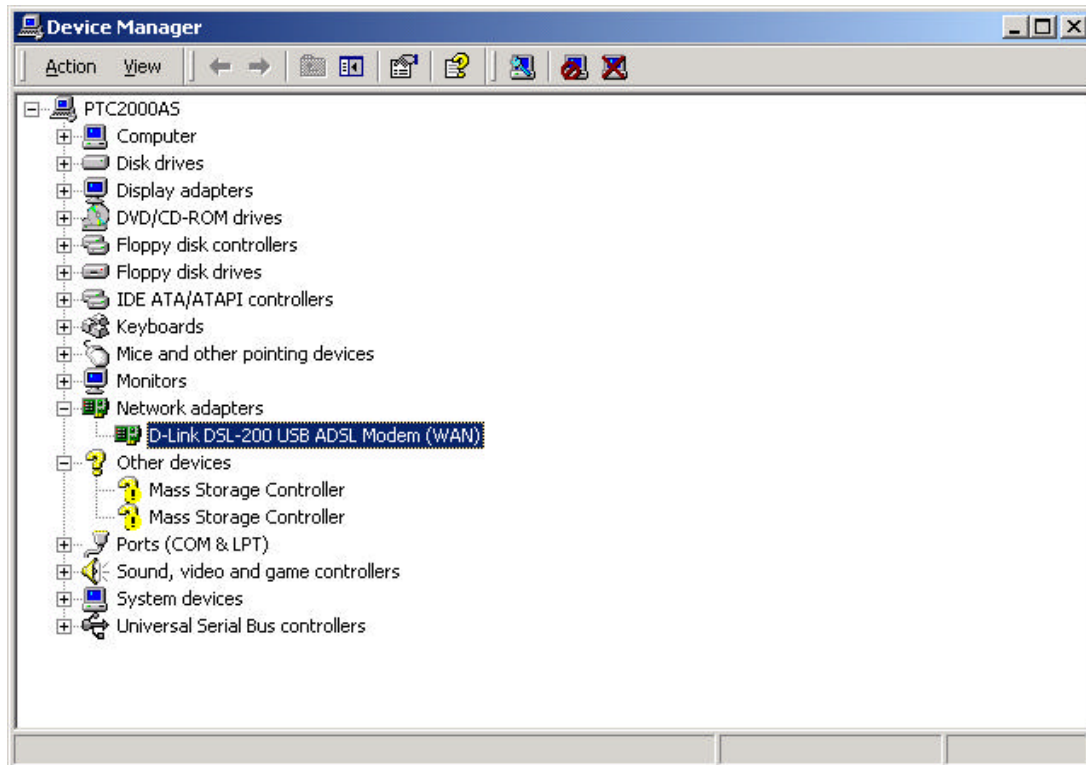 Device Manager
Action View
PTC2000AS
Computer
Disk drives
Display adapters
DVD/CD-ROM drives
Floppy disk controllers
Floppy disk drives
IDE ATA/ATAPI controllers
Keyboards
Mice and other pointing devices
Monitors
Network adapters
D-Link DSL-200 USB ADSL Modem (WAN)
Other devices
Mass Storage Controller
Mass Storage Controller
Ports (COM & LPT)
Sound, video and game controllers
System devices
Universal Serial Bus controllers